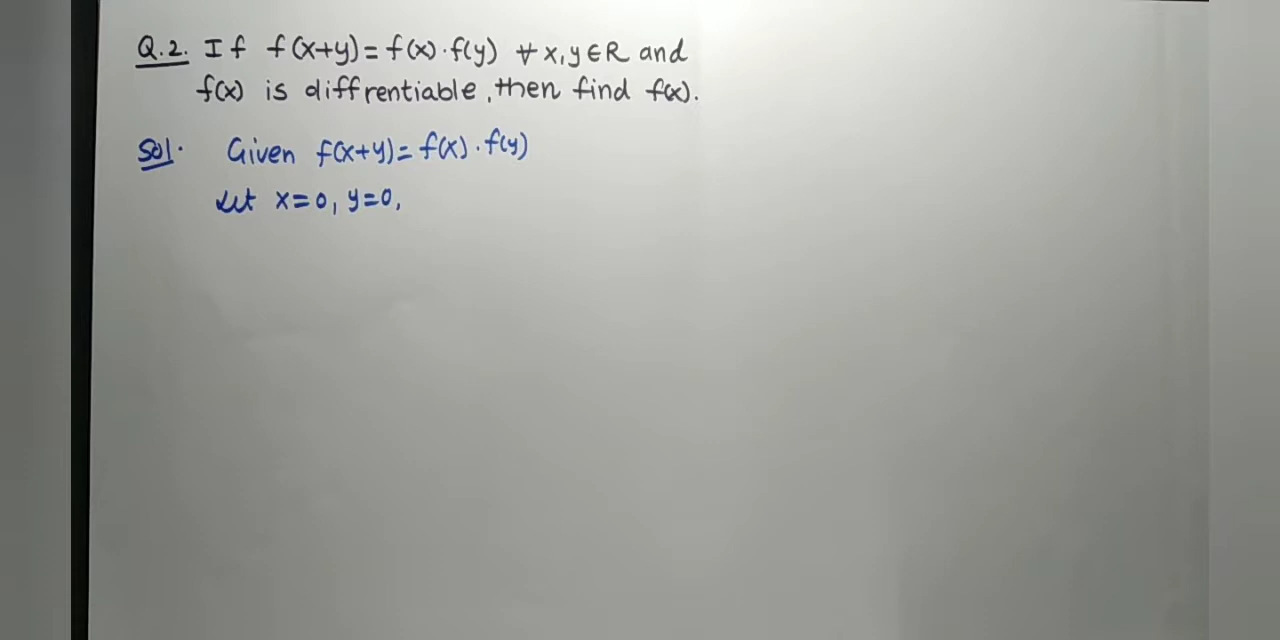 Q.2. If f(x+y) = f(x)·f(y) ∀ x,y ∈ R and
f(x) is diffrentiable, then find f(x).
Sol. Given f(x+y) = f(x)·f(y)
Let x=0, y=0,